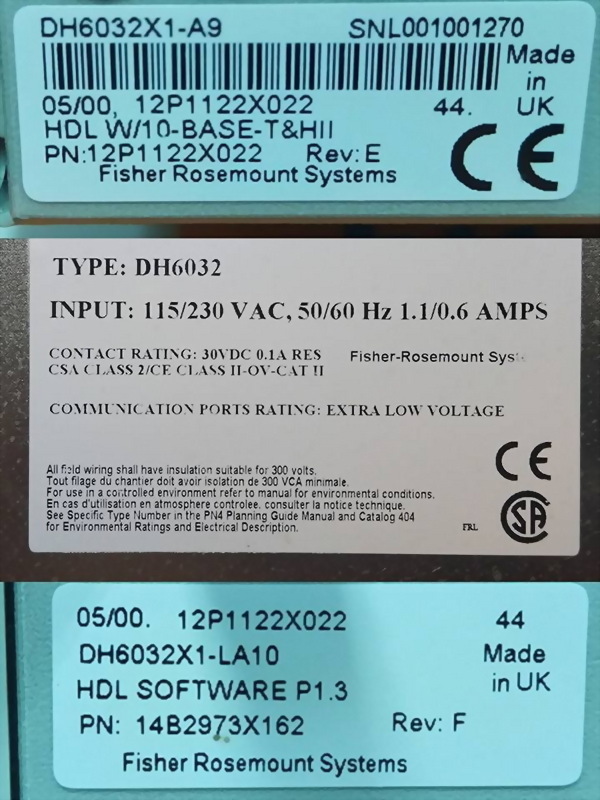 DH6032X1-A9 SNL001001270
Made
in
UK
05/00, 12P1122X022 44.
HDL W/10-BASE-T&HII
PN:12P1122X022 Rev:E
Fisher Rosemount Systems
CE
TYPE: DH6032
INPUT: 115/230 VAC, 50/60 Hz 1.1/0.6 AMPS
CONTACT RATING: 30VDC 0.1A RES Fisher-Rosemount Sys
CSA CLASS 2/CE CLASS II-OV-CAT II
COMMUNICATION PORTS RATING: EXTRA LOW VOLTAGE
CE
All field wiring shall have insulation suitable for 300 volts.
Tout filage du chantier doit avoir isolation de 300 VCA minimale.
For use in a controlled environment refer to manual for environmental conditions.
En cas d'utilisation en atmosphere controlee, consulter la notice technique.
See Specific Type Number in the PN4 Planning Guide Manual and Catalog 404
for Environmental Ratings and Electrical Description. FRL
SA
05/00. 12P1122X022 44
DH6032X1-LA10 Made
HDL SOFTWARE P1.3 in UK
PN: 14B2973X162 Rev: F
Fisher Rosemount Systems